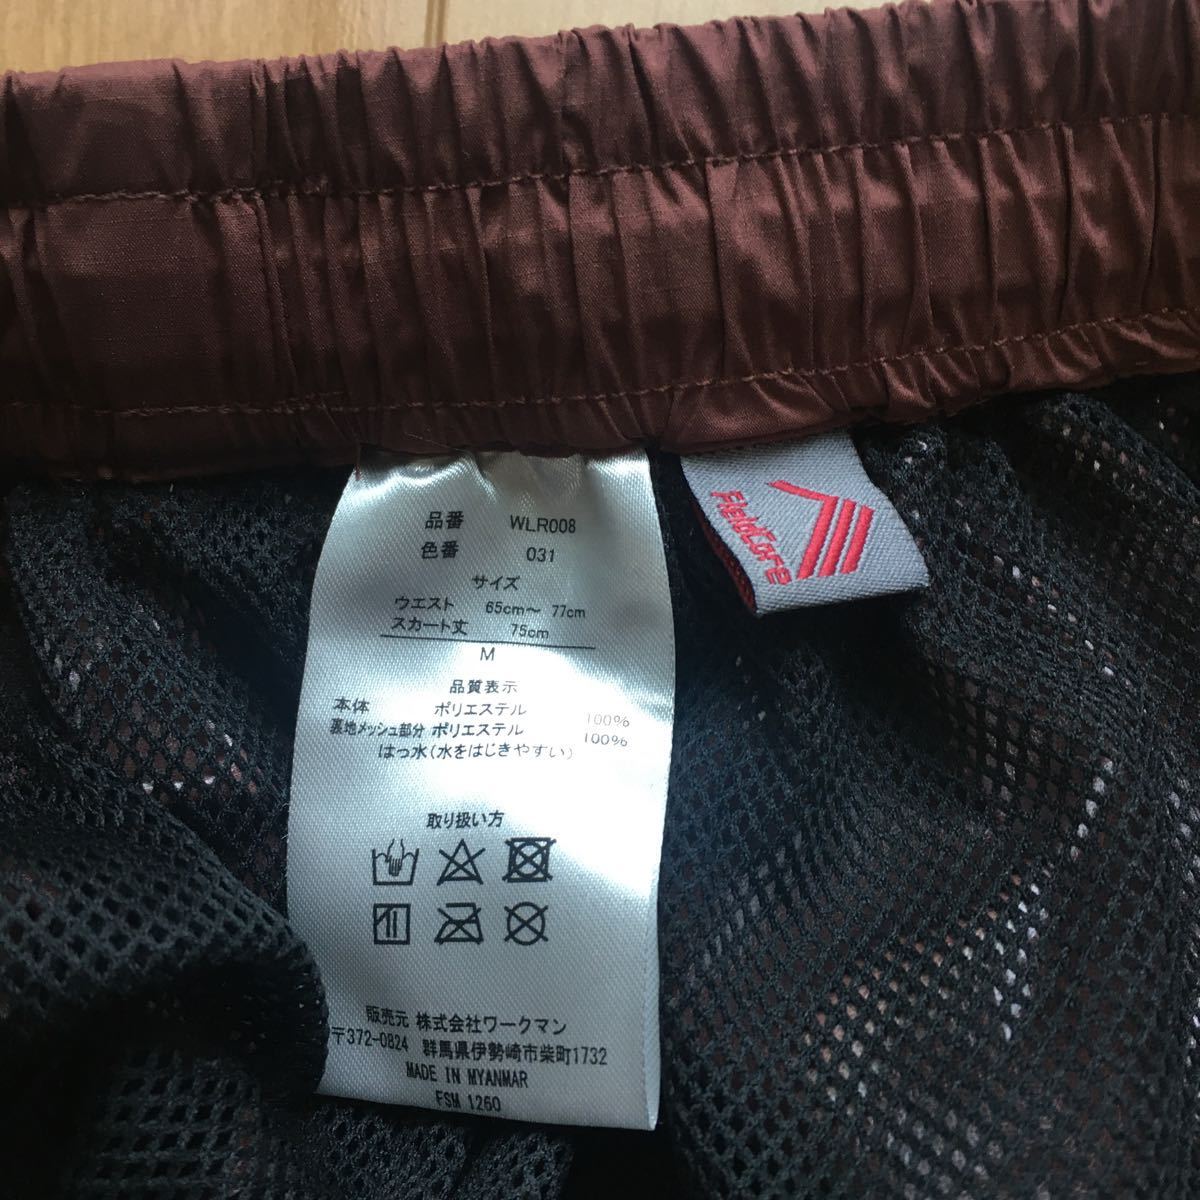 品番 WLR008
色番 031
サイズ
ウエスト 65cm～ 77cm
スカート丈 75cm
M
品質表示
本体 ポリエステル 100%
裏地メッシュ部分 ポリエステル 100%
はっ水(水をはじきやすい)
取り扱い方
販売元 株式会社ワークマン
〒372-0824 群馬県伊勢崎市柴町1732
MADE IN MYANMAR
FSM 1260
FieldCore